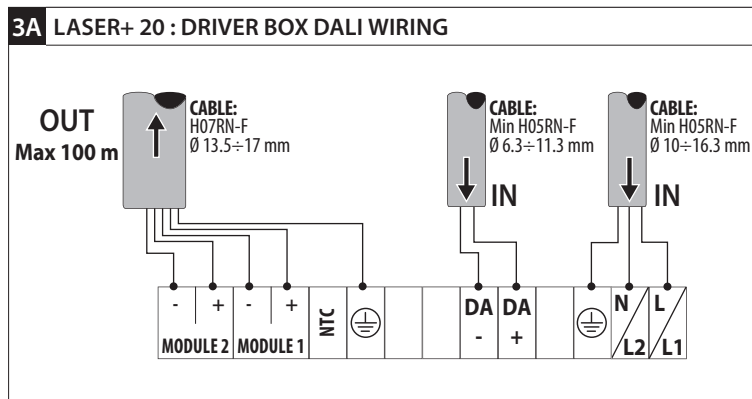 3A LASER+ 20 : DRIVER BOX DALI WIRING
OUT
Max 100 m
CABLE:
H07RN-F
Ø 13.5÷17 mm
CABLE:
Min H05RN-F
Ø 6.3÷11.3 mm
IN
CABLE:
Min H05RN-F
Ø 10÷16.3 mm
IN
- + - +
MODULE 2 MODULE 1
NTC
DA -
DA +
N/L2
L/L1